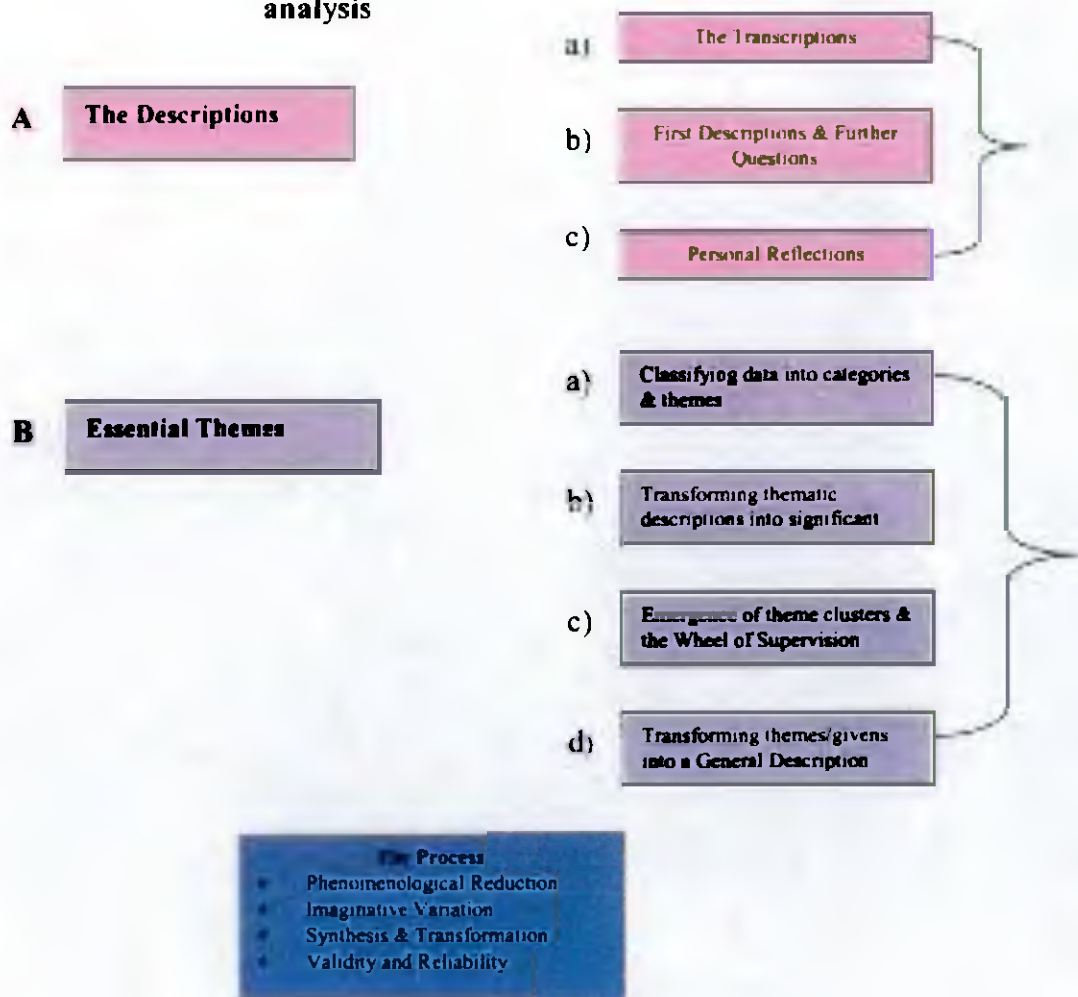 analysis
A The Descriptions
a) The Transcriptions
b) First Descriptions & Further
Questions
c) Personal Reflections
B Essential Themes
a) Classifying data into categories
& themes
b) Transforming thematic
descriptions into significant
c) Emergence of theme clusters &
the Wheel of Supervision
d) Transforming themes/givens
into a General Description
The Process
• Phenomenological Reduction
• Imaginative Variation
• Synthesis & Transformation
• Validity and Reliability